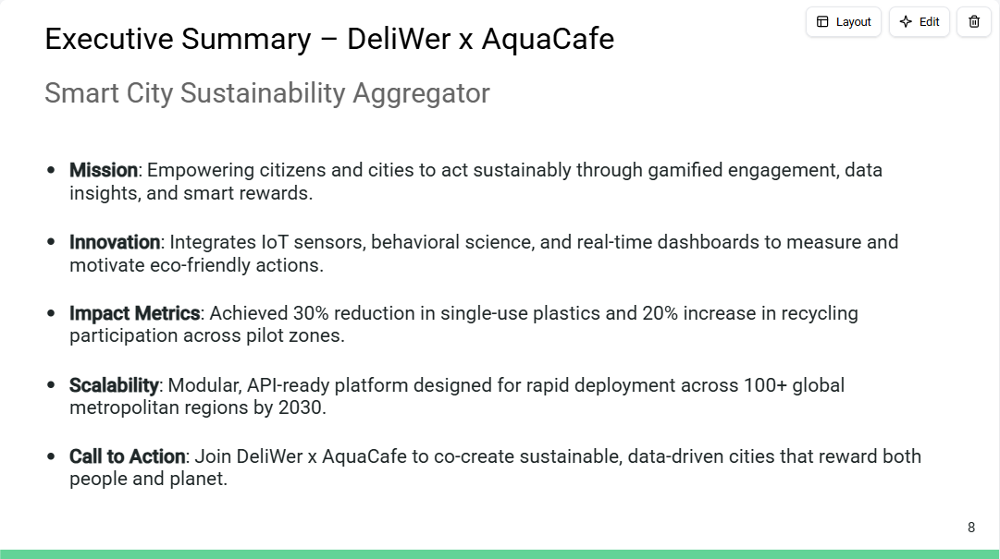 Layout
Edit
Executive Summary – DeliWer x AquaCafe
Smart City Sustainability Aggregator
• Mission: Empowering citizens and cities to act sustainably through gamified engagement, data
insights, and smart rewards.
• Innovation: Integrates IoT sensors, behavioral science, and real-time dashboards to measure and
motivate eco-friendly actions.
• Impact Metrics: Achieved 30% reduction in single-use plastics and 20% increase in recycling
participation across pilot zones.
• Scalability: Modular, API-ready platform designed for rapid deployment across 100+ global
metropolitan regions by 2030.
• Call to Action: Join DeliWer x AquaCafe to co-create sustainable, data-driven cities that reward both
people and planet.
8